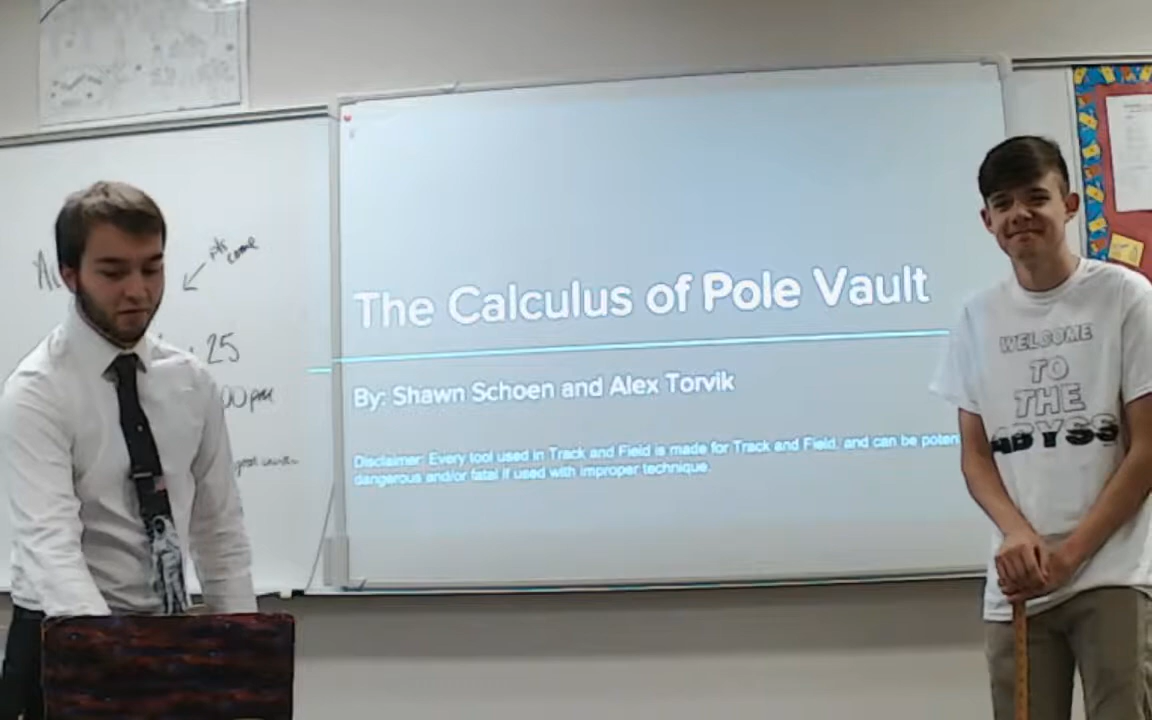 The Calculus of Pole Vault
By: Shawn Schoen and Alex Torvik
Disclaimer: Every tool used in Track and Field is made for Track and Field, and can be poten
dangerous and/or fatal if used with improper technique.
25
00pm
WELCOME
TO
THE
ABYSS